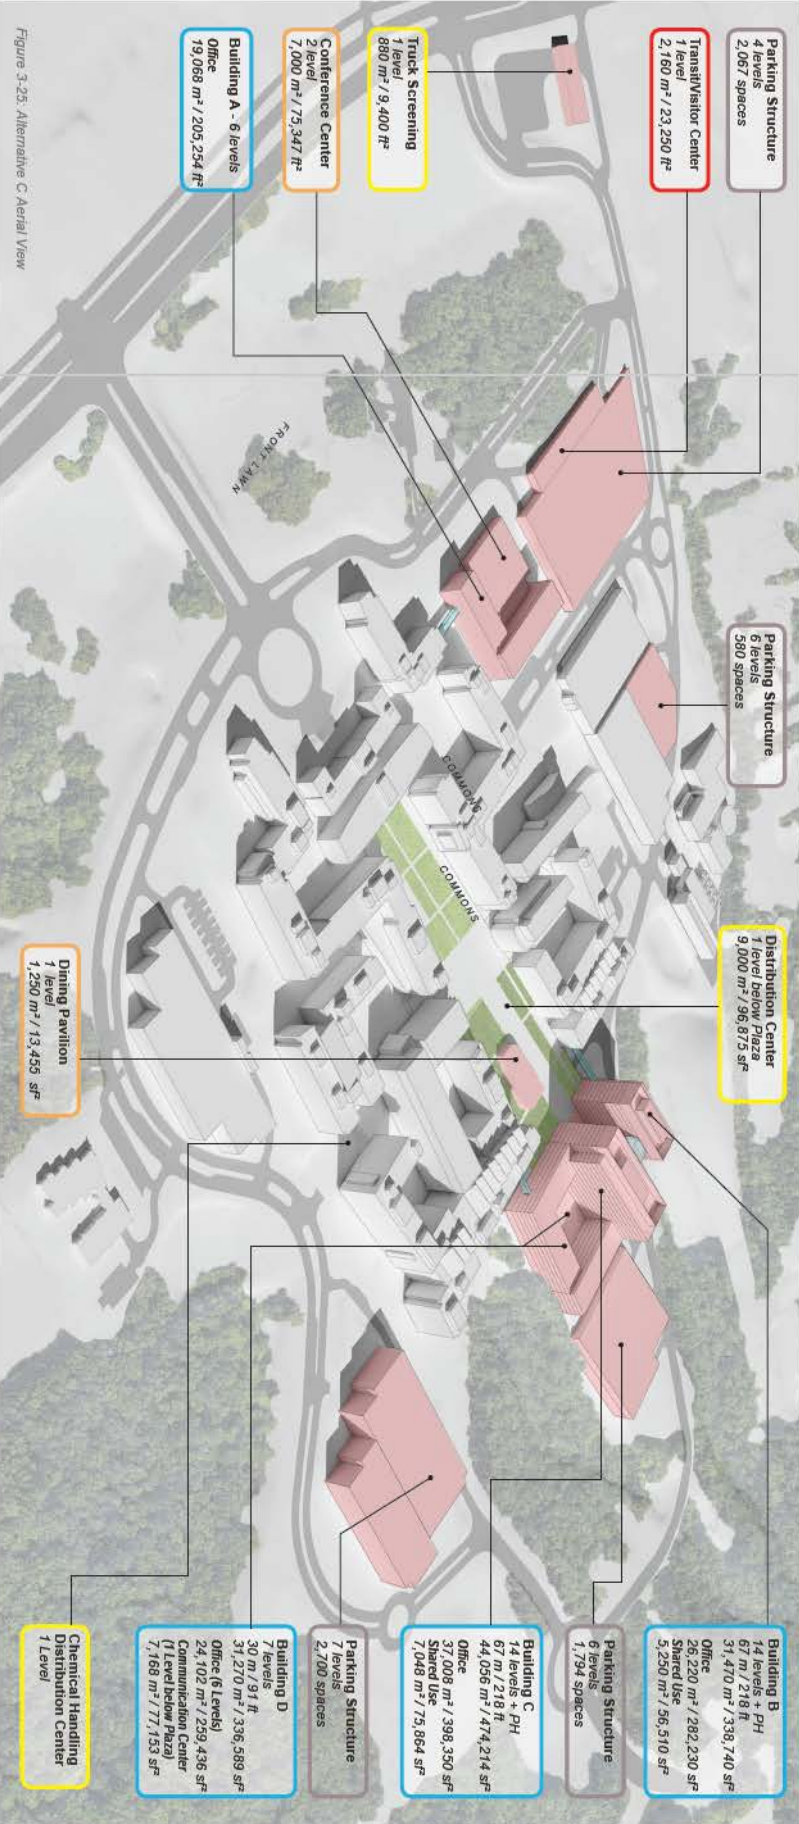 Parking Structure
4 levels
2,067 spaces
Transit/Visitor Center
1 level
2,160 m² / 23,250 ft²
Truck Screening
1 level
880 m² / 9,400 ft²
Conference Center
2 level
7,000 m² / 75,347 ft²
Building A - 6 levels
Office
19,068 m² / 205,254 ft²
Parking Structure
6 levels
580 spaces
Distribution Center
1 level below Plaza
9,000 m² / 96,875 sf²
Building B
14 levels + PH
67 m / 218 ft
31,470 m² / 338,740 sf²
Office
26,220 m² / 282,230 sf²
Shared Use
5,250 m² / 56,510 sf²
Parking Structure
6 levels
1,794 spaces
Building C
14 levels + PH
67 m / 218 ft
44,056 m² / 474,214 sf²
Office
37,008 m² / 398,350 sf²
Shared Use
7,048 m² / 75,864 sf²
Parking Structure
7 levels
2,700 spaces
Building D
7 levels
30 m / 91 ft
31,270 m² / 336,589 sf²
Office (6 Levels)
24,102 m² / 259,436 sf²
Communication Center
(1 Level below Plaza)
7,168 m² / 77,153 sf²
Chemical Handling
Distribution Center
1 Level
Dining Pavilion
1 level
1,250 m² / 13,455 sf²
FRONT LAWN
COMMONS
COMMONS
Figure 3-25: Alternative C Aerial View